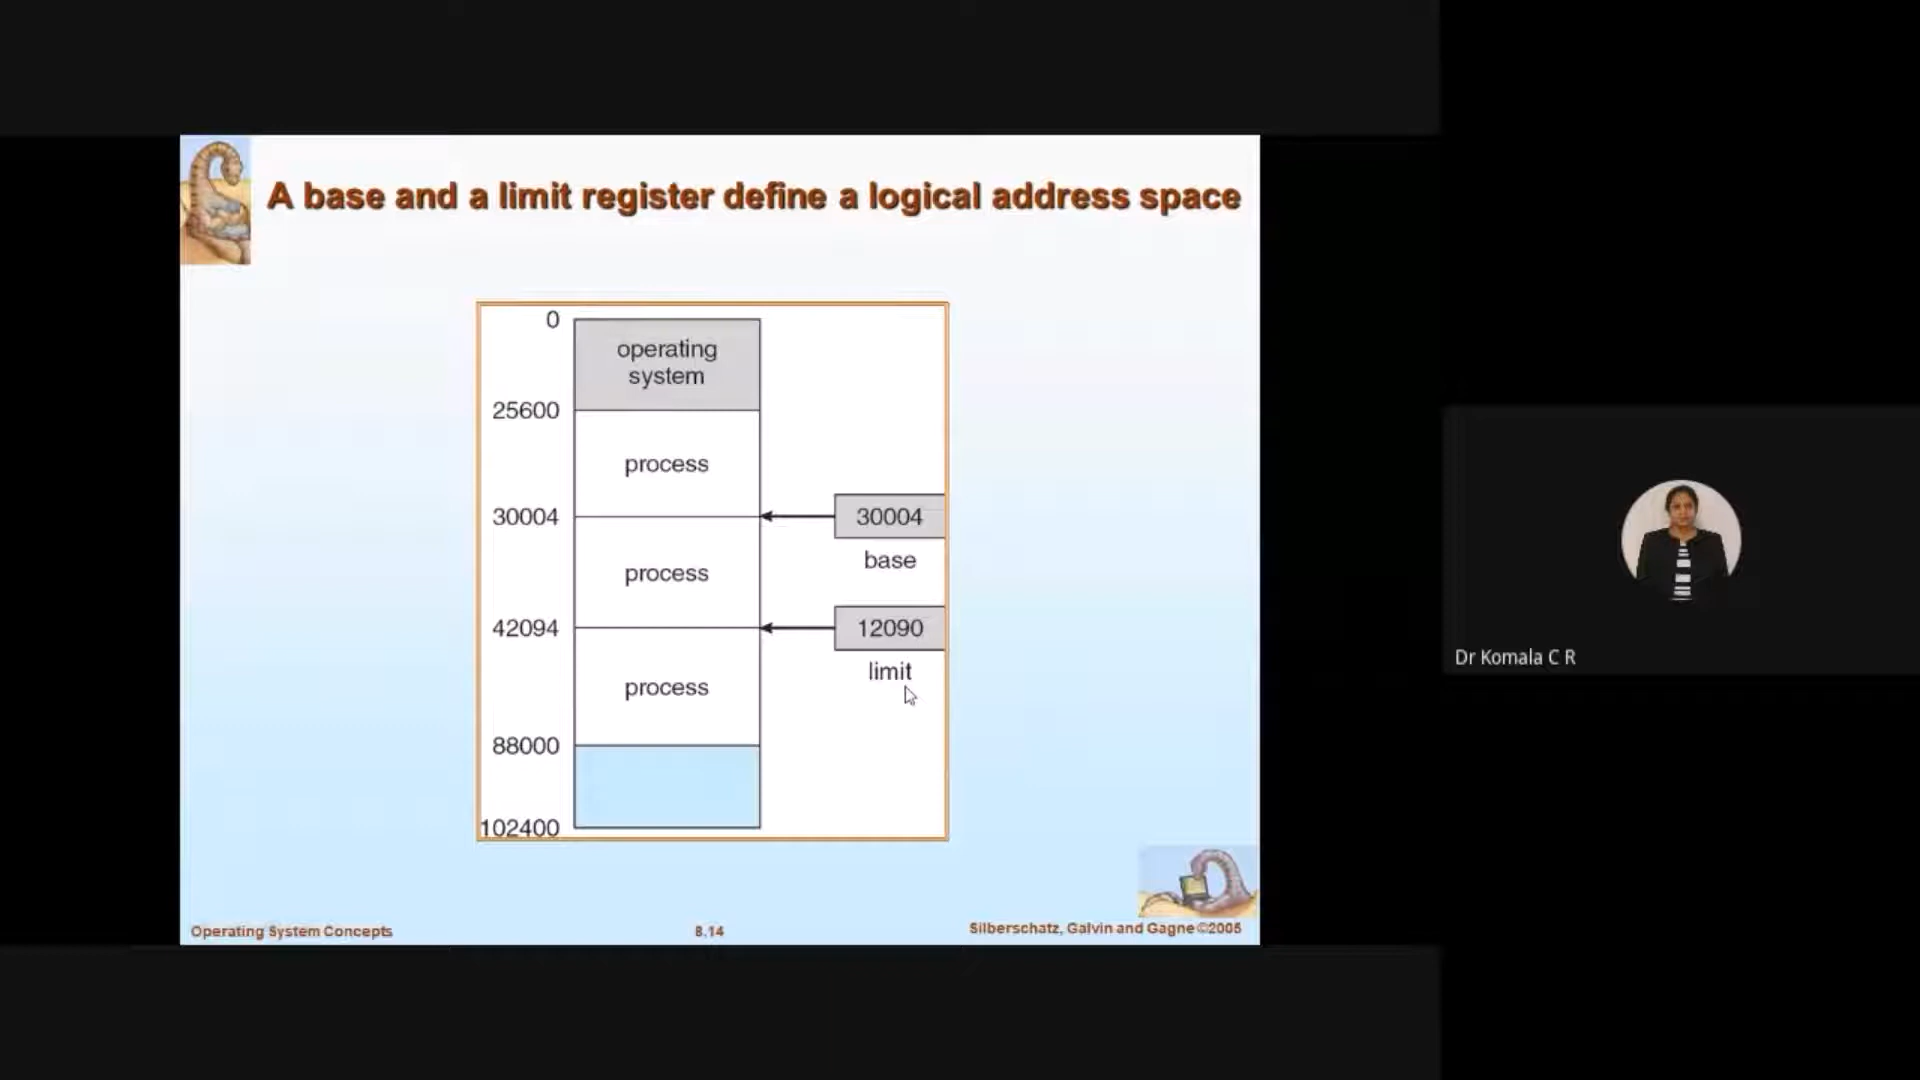 A base and a limit register define a logical address space
0
operating
system
25600
process
30004
30004
base
process
42094
12090
limit
process
88000
102400
Operating System Concepts
8.14
Silberschatz, Galvin and Gagne ©2005
Dr Komala C R